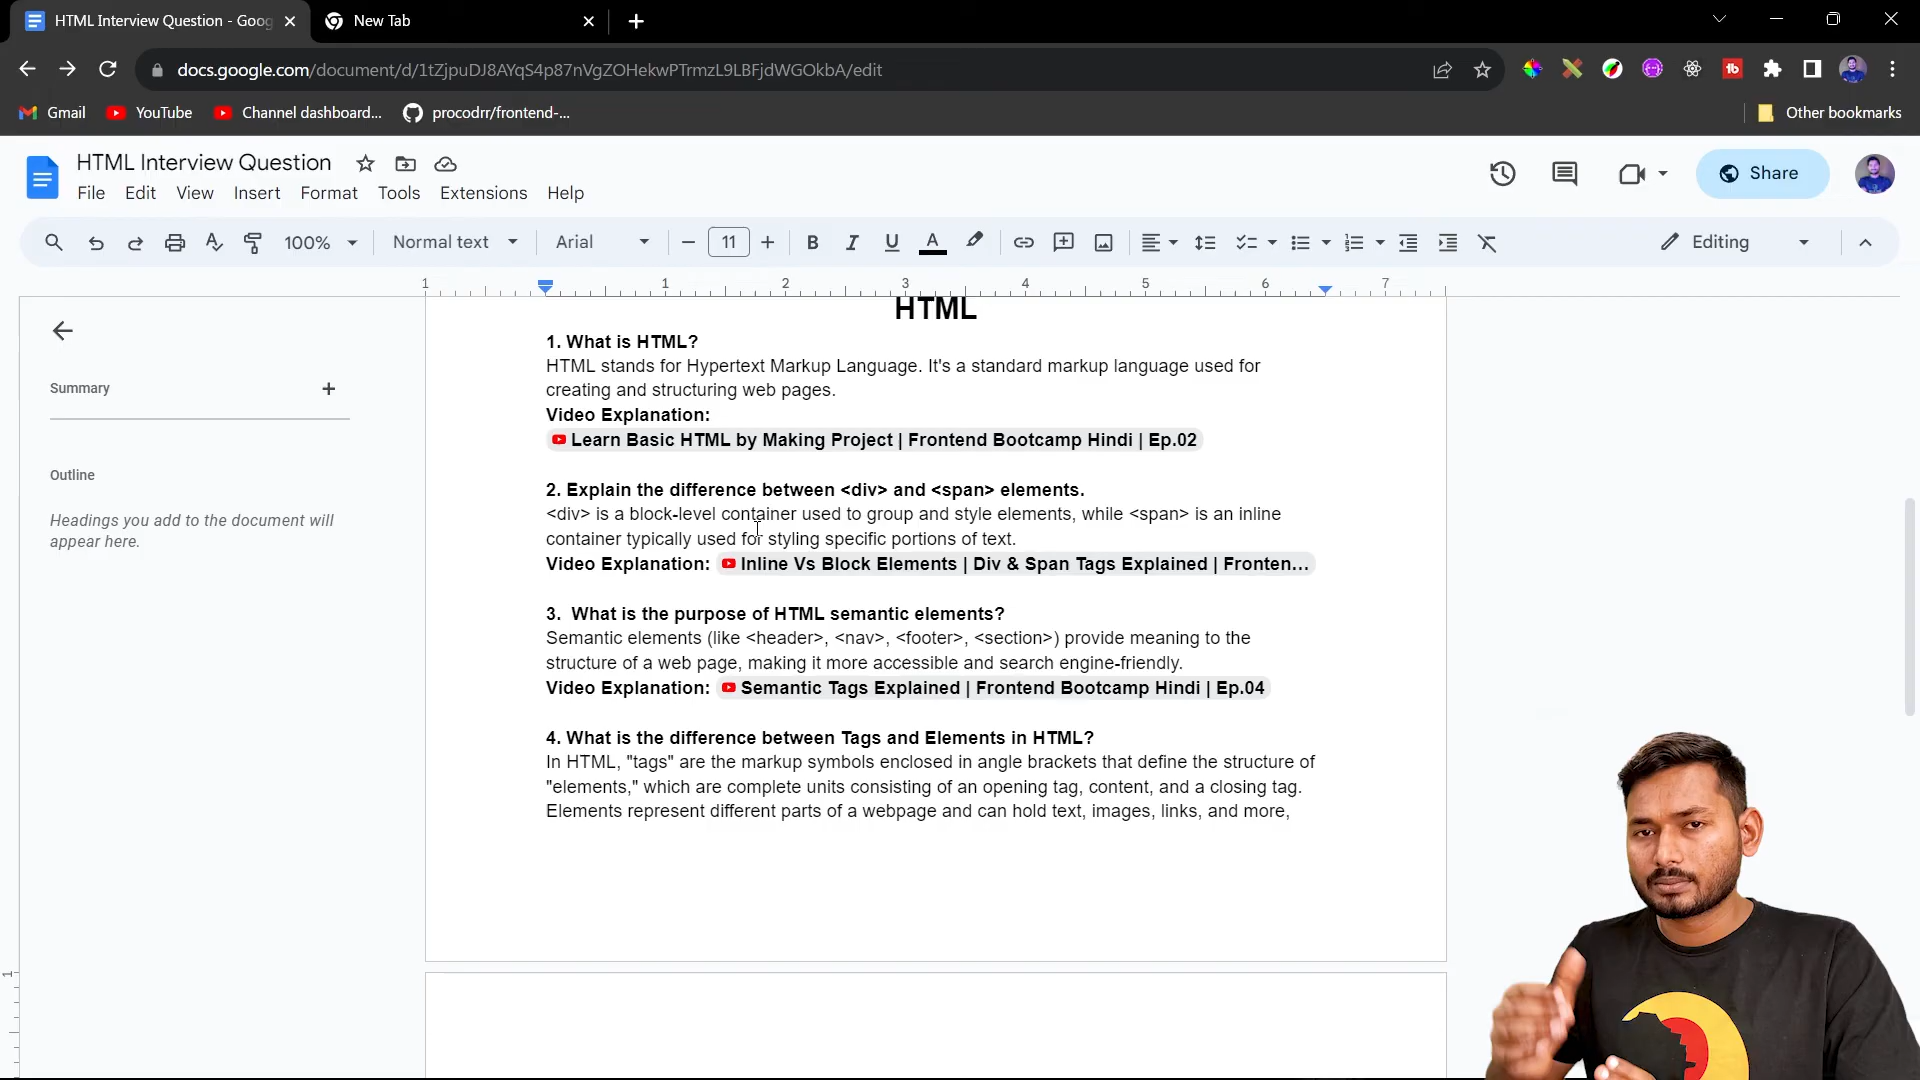 HTML Interview Question - Goog
New Tab
docs.google.com/document/d/1tZjpuDJ8AYqS4p87nVgZOHekwPTrmzL9LBFjdWGOkbA/edit
Gmail
YouTube
Channel dashboard...
procodrr/frontend-...
Other bookmarks
HTML Interview Question
File Edit View Insert Format Tools Extensions Help
Share
100% Normal text Arial 11 Editing
1 1 2 3 4 5 6 7
HTML
Summary
Outline
Headings you add to the document will
appear here.
1. What is HTML?
HTML stands for Hypertext Markup Language. It's a standard markup language used for
creating and structuring web pages.
Video Explanation:
Learn Basic HTML by Making Project | Frontend Bootcamp Hindi | Ep.02
2. Explain the difference between <div> and <span> elements.
<div> is a block-level container used to group and style elements, while <span> is an inline
container typically used for styling specific portions of text.
Video Explanation: Inline Vs Block Elements | Div & Span Tags Explained | Fronten...
3.  What is the purpose of HTML semantic elements?
Semantic elements (like <header>, <nav>, <footer>, <section>) provide meaning to the
structure of a web page, making it more accessible and search engine-friendly.
Video Explanation: Semantic Tags Explained | Frontend Bootcamp Hindi | Ep.04
4. What is the difference between Tags and Elements in HTML?
In HTML, "tags" are the markup symbols enclosed in angle brackets that define the structure of
"elements," which are complete units consisting of an opening tag, content, and a closing tag.
Elements represent different parts of a webpage and can hold text, images, links, and more,
1